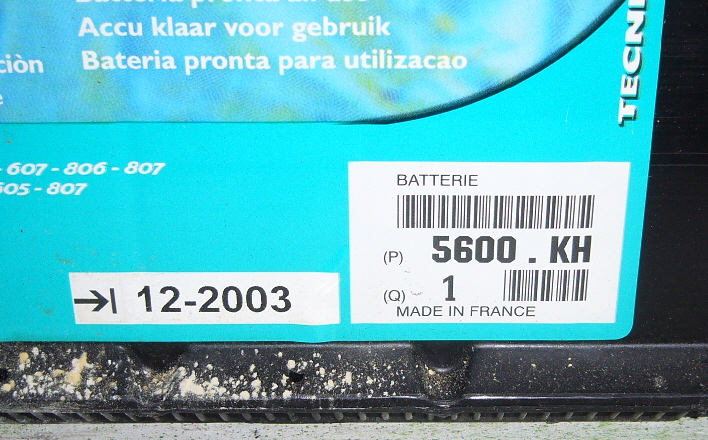 Accu klaar voor gebruik
Bateria pronta para utilizacao
607 - 806 - 807
605 - 807
TECNI
BATTERIE
(P) 5600 . KH
(Q) 1
MADE IN FRANCE
12-2003